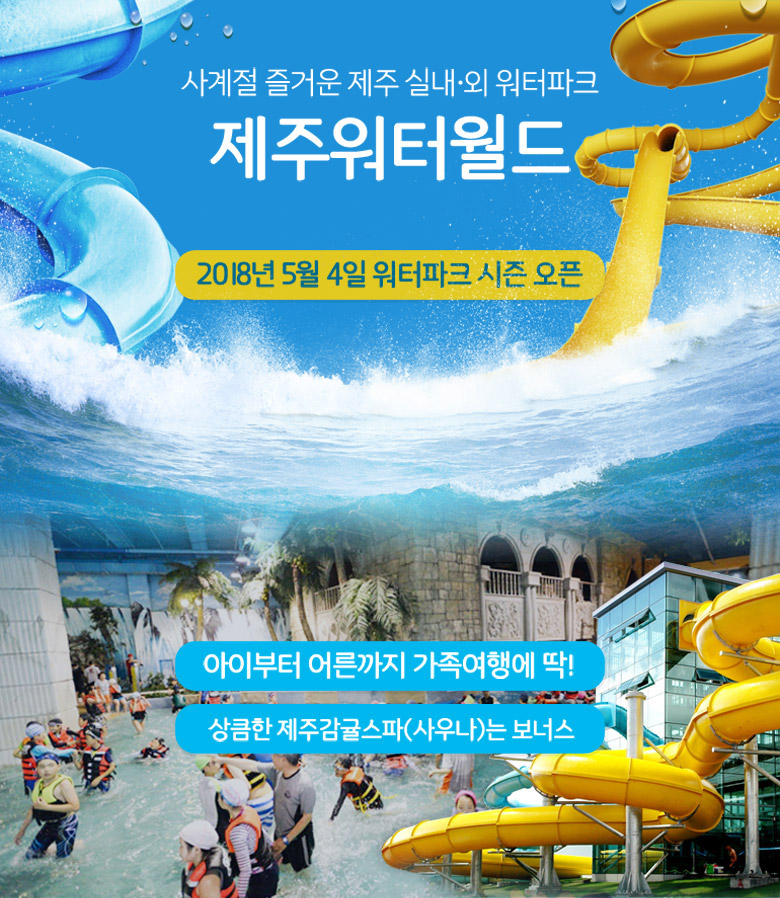 사계절 즐거운 제주 실내·외 워터파크
제주워터월드
2018년 5월 4일 워터파크 시즌 오픈
아이부터 어른까지 가족여행에 딱!
상큼한 제주감귤스파(사우나)는 보너스